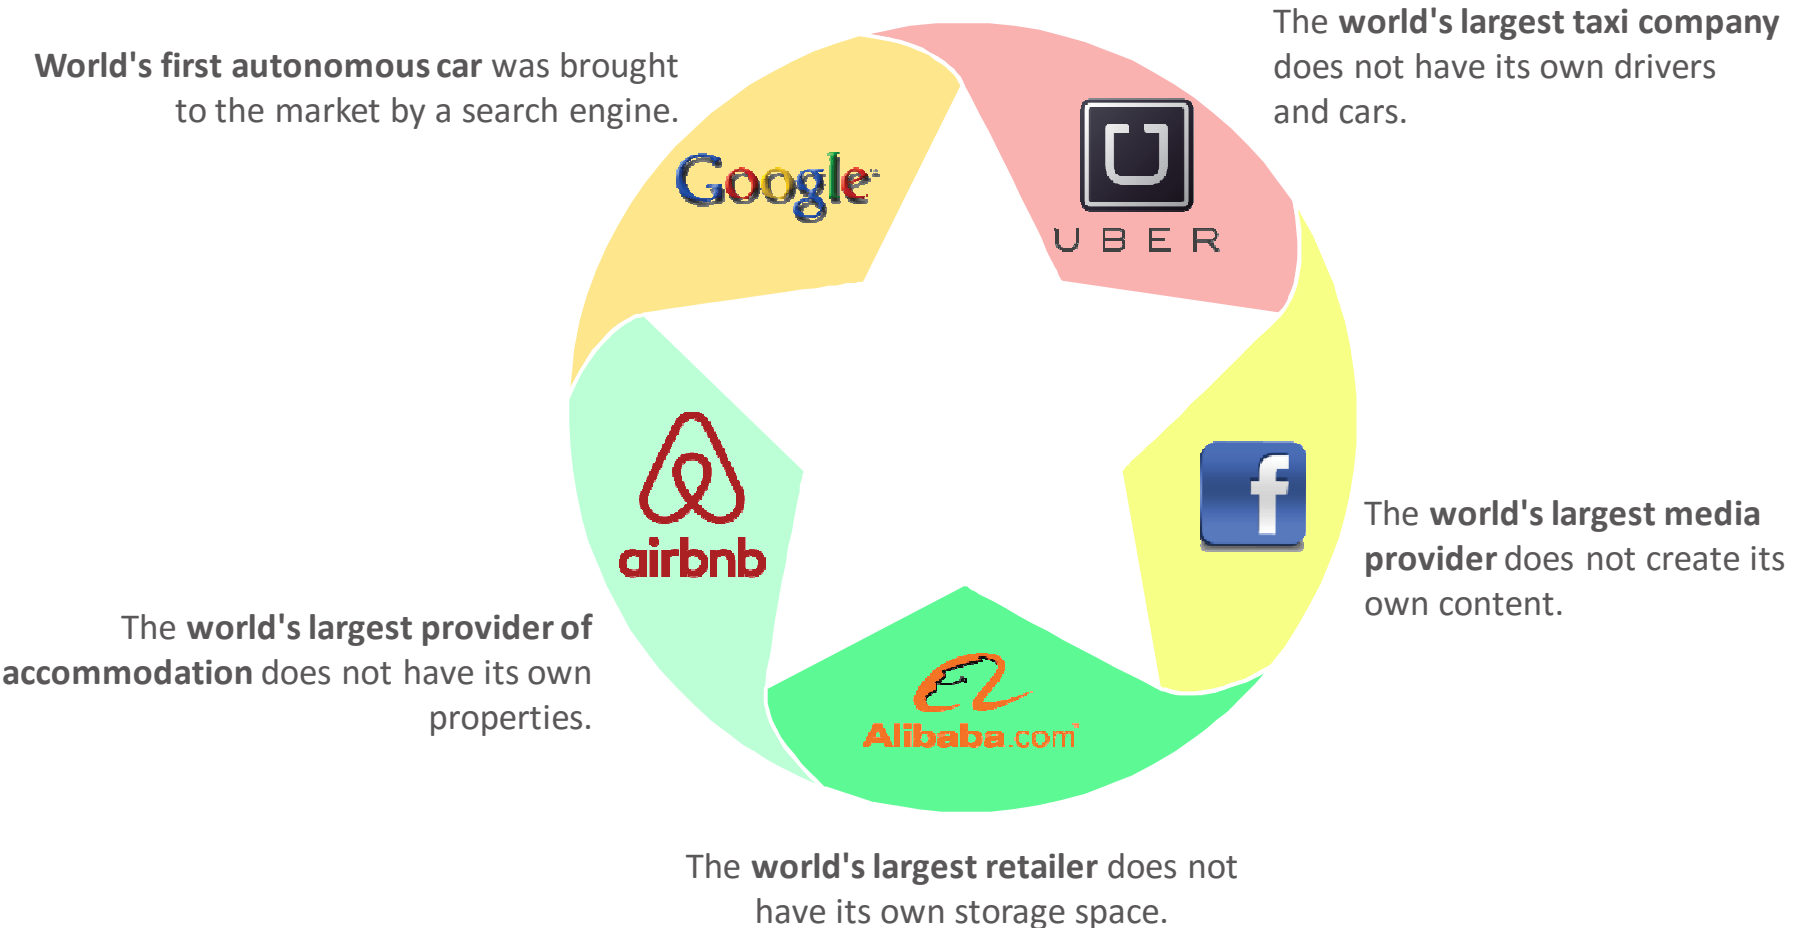 World's first autonomous car was brought
to the market by a search engine.
Google
The world's largest taxi company
does not have its own drivers
and cars.
U
UBER
f
The world's largest media
provider does not create its
own content.
airbnb
The world's largest provider of
accommodation does not have its own
properties.
Alibaba.com
The world's largest retailer does not
have its own storage space.